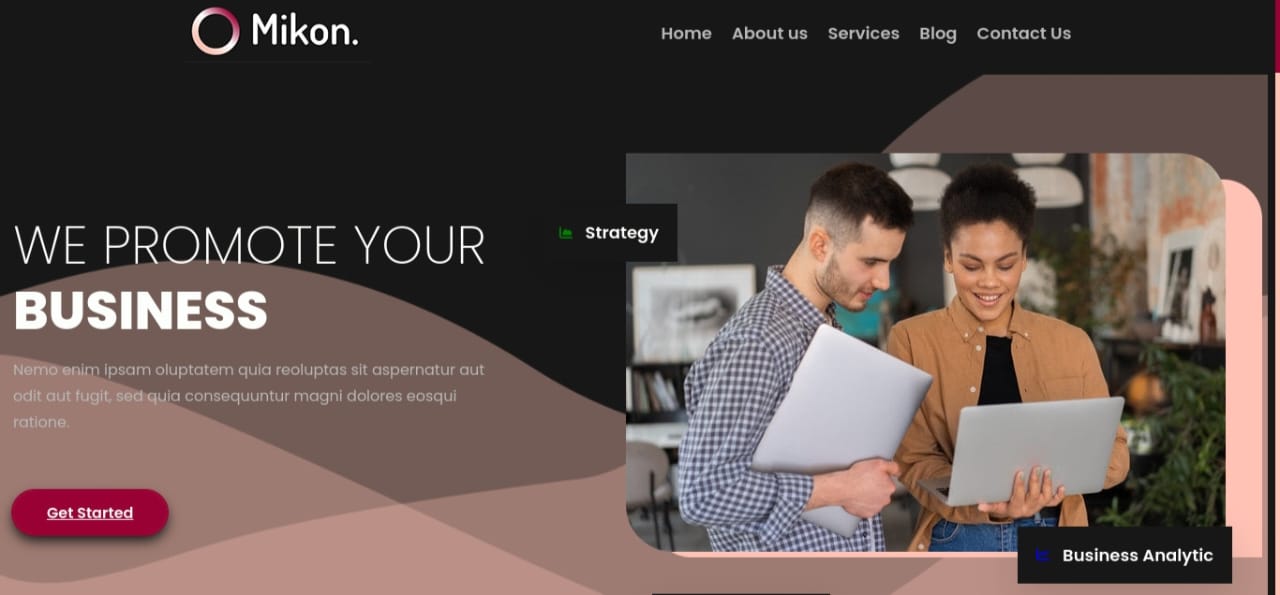 Mikon.
Home About us Services Blog Contact Us
Strategy
WE PROMOTE YOUR
BUSINESS
Nemo enim ipsam oluptatem quia reoluptas sit aspernatur aut
odit aut fugit, sed quia consequuntur magni dolores eosqui
ratione.
Get Started
Business Analytic